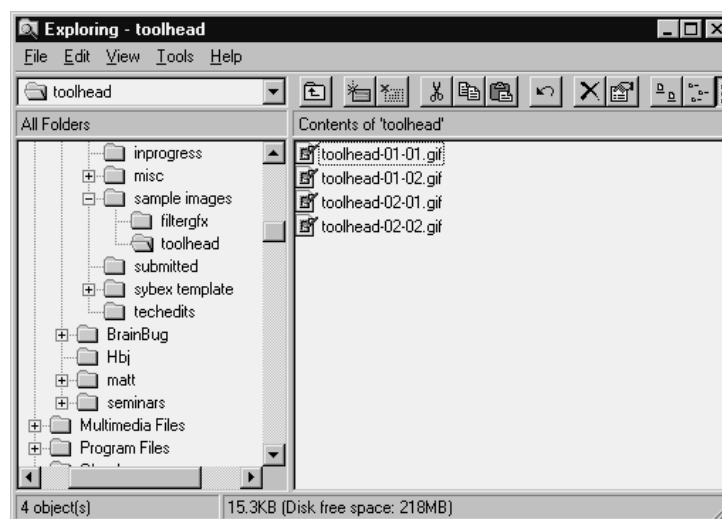 Exploring - toolhead
File Edit View Tools Help
toolhead
All Folders
Contents of 'toolhead'
inprogress
misc
sample images
filtergfx
toolhead
submitted
sybex template
techedits
BrainBug
Hbj
matt
seminars
Multimedia Files
Program Files
toolhead-01-01.gif
toolhead-01-02.gif
toolhead-02-01.gif
toolhead-02-02.gif
4 object(s)
15.3KB (Disk free space: 218MB)